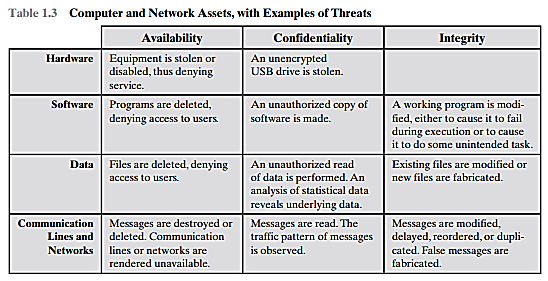 Table 1.3 Computer and Network Assets, with Examples of Threats
Availability Confidentiality Integrity
Hardware
Equipment is stolen or
disabled, thus denying
service.
An unencrypted
USB drive is stolen.
Software
Programs are deleted,
denying access to users.
An unauthorized copy of
software is made.
A working program is modi-
fied, either to cause it to fail
during execution or to cause
it to do some unintended task.
Data
Files are deleted, denying
access to users.
An unauthorized read
of data is performed. An
analysis of statistical data
reveals underlying data.
Existing files are modified or
new files are fabricated.
Communication
Lines and
Networks
Messages are destroyed or
deleted. Communication
lines or networks are
rendered unavailable.
Messages are read. The
traffic pattern of messages
is observed.
Messages are modified,
delayed, reordered, or dupli-
cated. False messages are
fabricated.